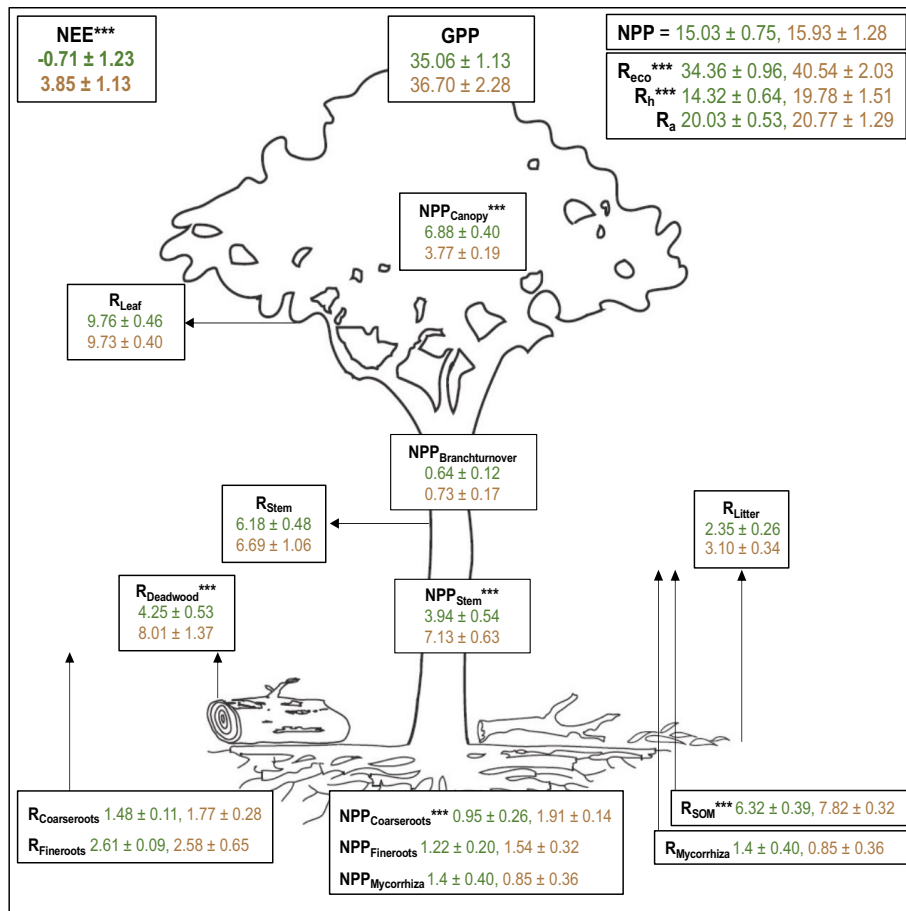 NEE***
-0.71 ± 1.23
3.85 ± 1.13
GPP
35.06 ± 1.13
36.70 ± 2.28
NPP = 15.03 ± 0.75, 15.93 ± 1.28
Reco*** 34.36 ± 0.96, 40.54 ± 2.03
Rh*** 14.32 ± 0.64, 19.78 ± 1.51
Ra 20.03 ± 0.53, 20.77 ± 1.29
NPPCanopy***
6.88 ± 0.40
3.77 ± 0.19
RLeaf
9.76 ± 0.46
9.73 ± 0.40
NPPBranchturnover
0.64 ± 0.12
0.73 ± 0.17
RStem
6.18 ± 0.48
6.69 ± 1.06
RLitter
2.35 ± 0.26
3.10 ± 0.34
RDeadwood***
4.25 ± 0.53
8.01 ± 1.37
NPPStem***
3.94 ± 0.54
7.13 ± 0.63
RCoarseroots 1.48 ± 0.11, 1.77 ± 0.28
RFineroots 2.61 ± 0.09, 2.58 ± 0.65
NPPCoarseroots*** 0.95 ± 0.26, 1.91 ± 0.14
NPPFineroots 1.22 ± 0.20, 1.54 ± 0.32
NPPMycorrhiza 1.4 ± 0.40, 0.85 ± 0.36
RSOM*** 6.32 ± 0.39, 7.82 ± 0.32
RMycorrhiza 1.4 ± 0.40, 0.85 ± 0.36